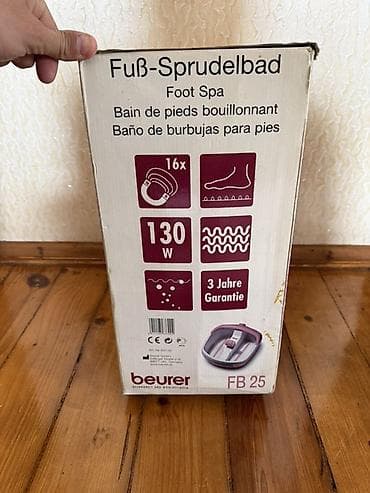 Fuß-Sprudelbad
Foot Spa
Bain de pieds bouillonnant
Baño de burbujas para pies
16x
130
W
3 Jahre
Garantie
CE
beurer
FB 25